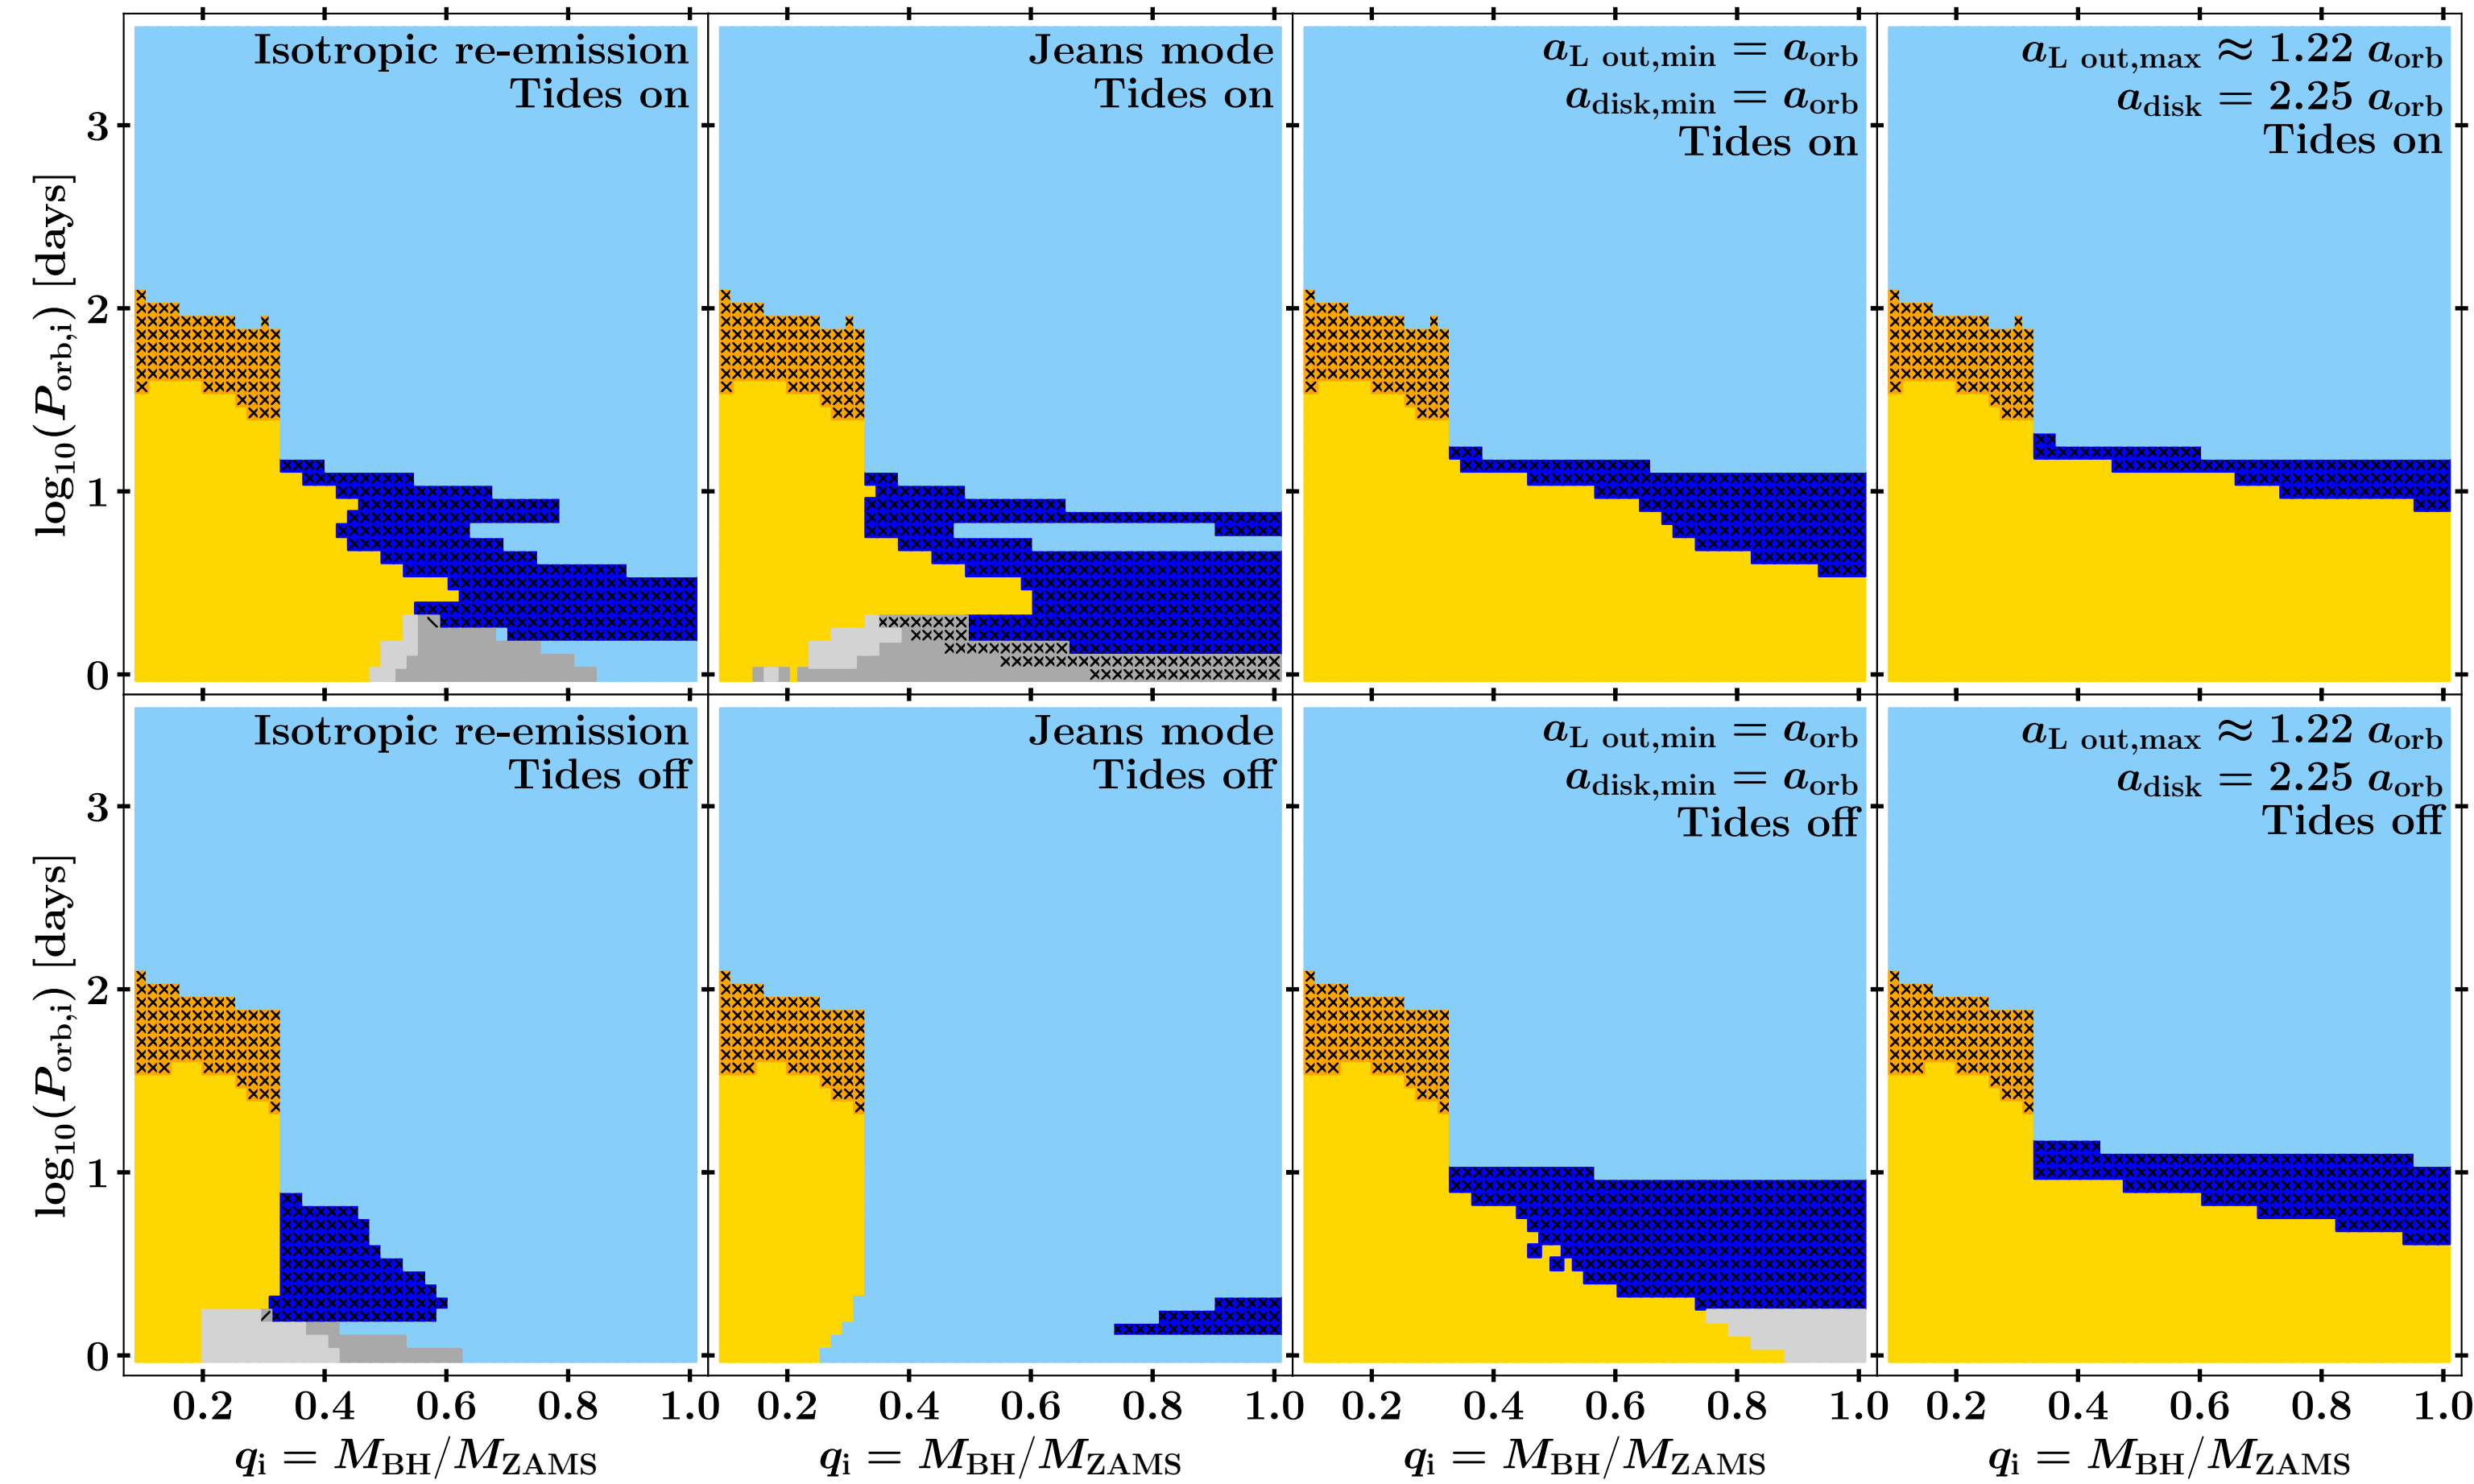 Isotropic re-emission
Tides on
Jeans mode
Tides on
a_L out,min = a_orb
a_disk,min = a_orb
Tides on
a_L out,max ≈ 1.22 a_orb
a_disk = 2.25 a_orb
Tides on
log₁₀(P_orb,i) [days]
3
2
1
0
Isotropic re-emission
Tides off
Jeans mode
Tides off
a_L out,min = a_orb
a_disk,min = a_orb
Tides off
a_L out,max ≈ 1.22 a_orb
a_disk = 2.25 a_orb
Tides off
log₁₀(P_orb,i) [days]
3
2
1
0
0.2 0.4 0.6 0.8 1.0 0.2 0.4 0.6 0.8 1.0 0.2 0.4 0.6 0.8 1.0 0.2 0.4 0.6 0.8 1.0
q_i = M_BH/M_ZAMS q_i = M_BH/M_ZAMS q_i = M_BH/M_ZAMS q_i = M_BH/M_ZAMS